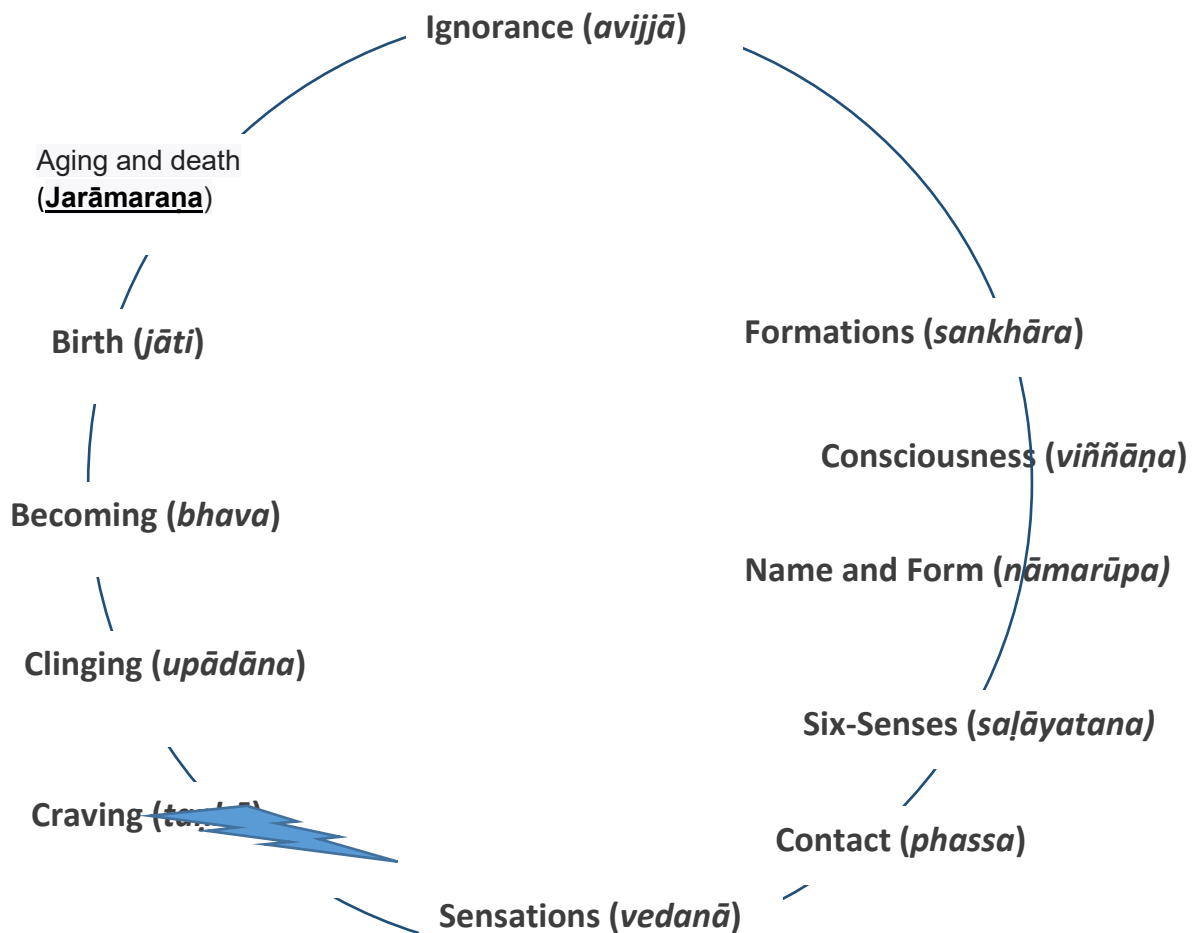 Ignorance (avijjā)
Aging and death
(Jarāmaraṇa)
Birth (jāti)
Formations (sankhāra)
Consciousness (viññāṇa)
Becoming (bhava)
Name and Form (nāmarūpa)
Clinging (upādāna)
Six-Senses (saḷāyatana)
Craving (
Contact (phassa)
Sensations (vedanā)